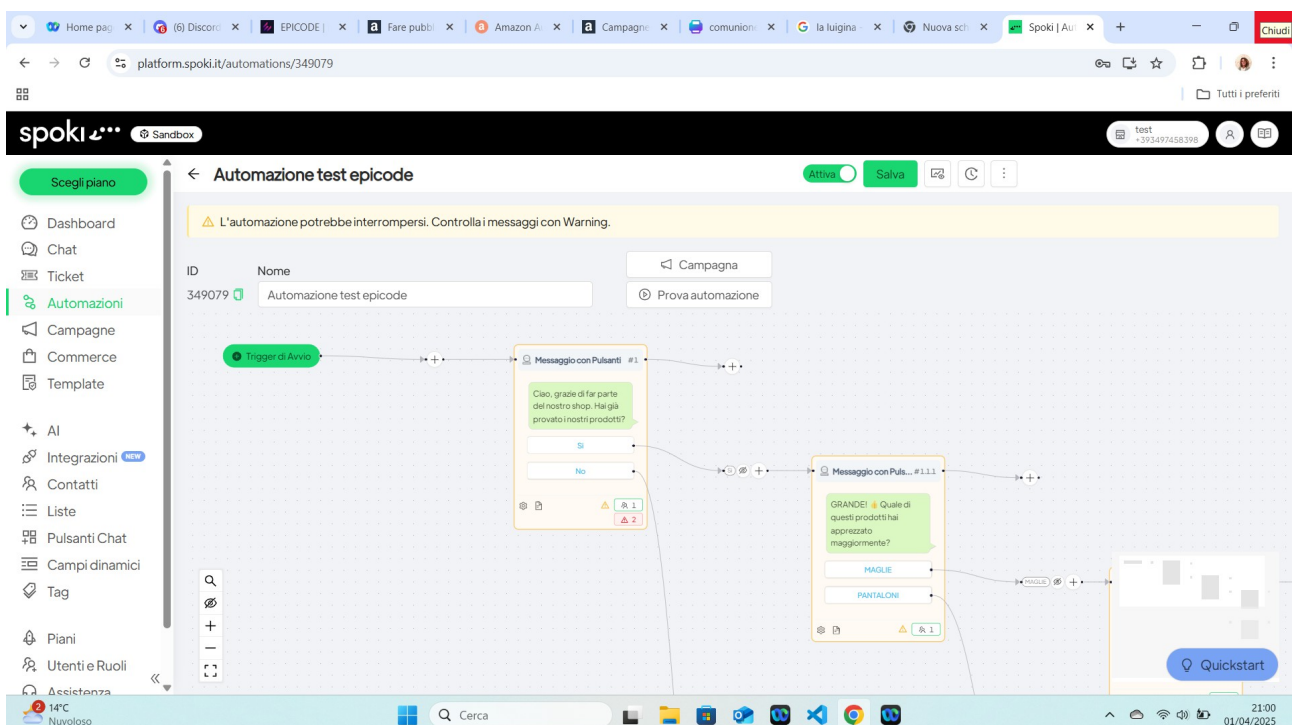 Home pag
(6) Discord
EPICODE |
Fare pubbl
Amazon A
Campagne
comunion
la luigina -
Nuova sch
Spoki | Aut
Chiudi
platform.spoki.it/automations/349079
Tutti i preferiti
spoki
Sandbox
test
+393497458398
Scegli piano
Automazione test epicode
Attiva
Salva
L'automazione potrebbe interrompersi. Controlla i messaggi con Warning.
Dashboard
Chat
Ticket
Automazioni
Campagne
Commerce
Template
AI
Integrazioni NEW
Contatti
Liste
Pulsanti Chat
Campi dinamici
Tag
Piani
Utenti e Ruoli
Assistenza
ID
Nome
349079
Automazione test epicode
Campagna
Prova automazione
Trigger di Avvio
Messaggio con Pulsanti #1
Ciao, grazie di far parte
del nostro shop. Hai già
provato i nostri prodotti?
Si
No
1
2
Messaggio con Puls... #1.1.1
GRANDE! 👌 Quale di
questi prodotti hai
apprezzato
maggiormente?
MAGLIE
PANTALONI
1
MAGLIE
Quickstart
2
14°C
Nuvoloso
Cerca
21:00
01/04/2025